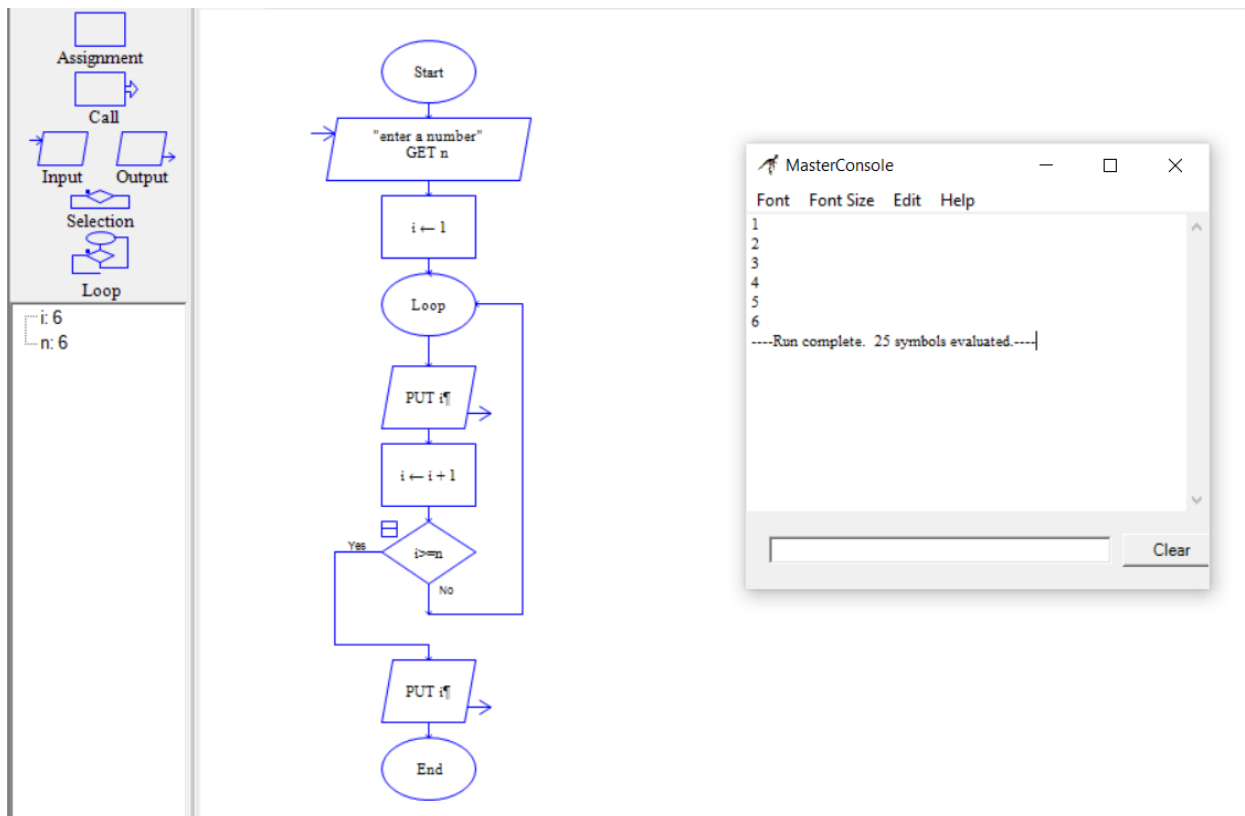 Assignment
Call
Input Output
Selection
Loop
i: 6
n: 6
Start
"enter a number"
GET n
i ← 1
Loop
PUT i¶
i ← i + 1
Yes
i>=n
No
PUT i¶
End
MasterConsole
Font Font Size Edit Help
1
2
3
4
5
6
----Run complete. 25 symbols evaluated.----
Clear